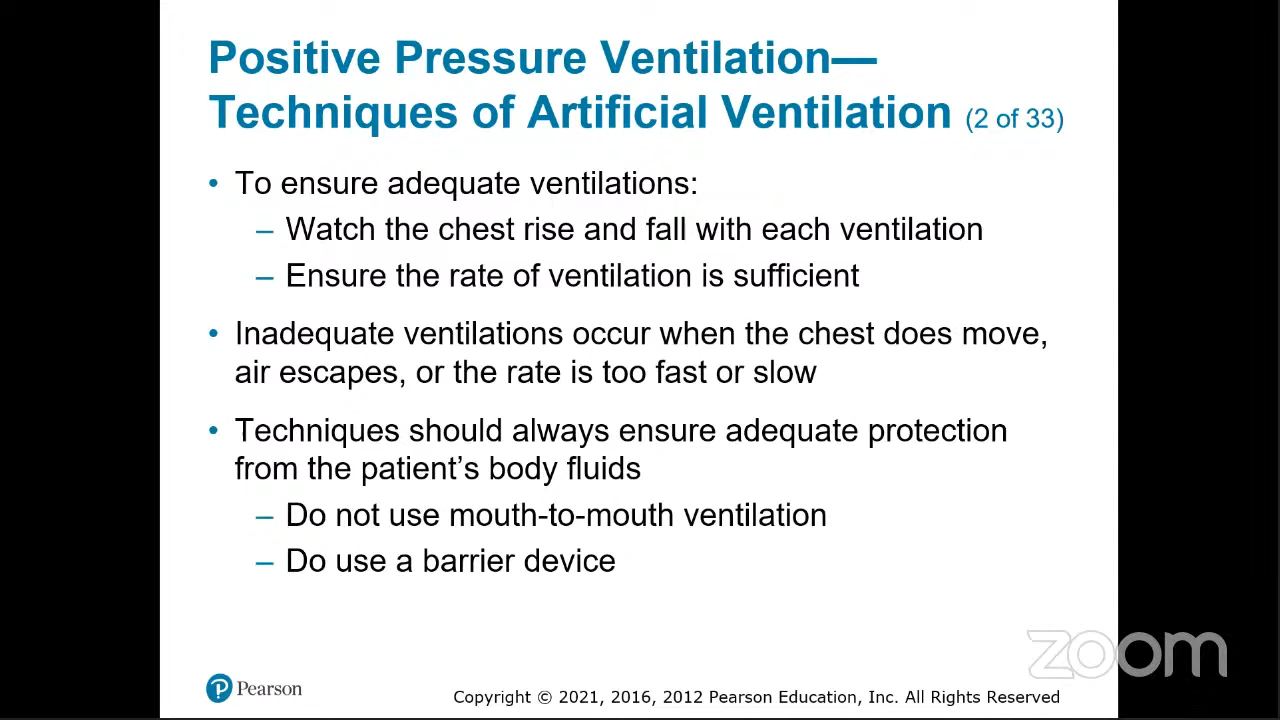 Positive Pressure Ventilation—
Techniques of Artificial Ventilation (2 of 33)
• To ensure adequate ventilations:
– Watch the chest rise and fall with each ventilation
– Ensure the rate of ventilation is sufficient
• Inadequate ventilations occur when the chest does move,
air escapes, or the rate is too fast or slow
• Techniques should always ensure adequate protection
from the patient’s body fluids
– Do not use mouth-to-mouth ventilation
– Do use a barrier device
zoom
Pearson
Copyright © 2021, 2016, 2012 Pearson Education, Inc. All Rights Reserved